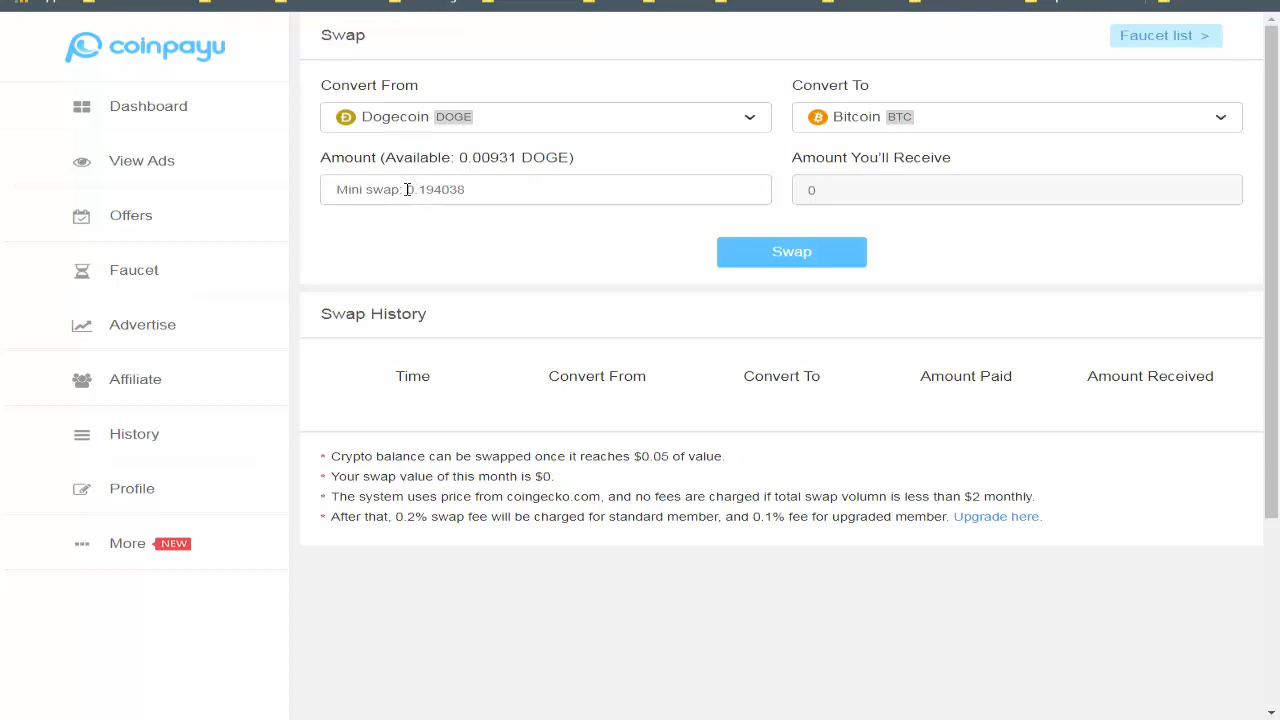 coinpayu
Dashboard
View Ads
Offers
Faucet
Advertise
Affiliate
History
Profile
More NEW
Swap
Faucet list >
Convert From
Dogecoin DOGE
Convert To
Bitcoin BTC
Amount (Available: 0.00931 DOGE)
Mini swap: 0.194038
Amount You'll Receive
0
Swap
Swap History
Time Convert From Convert To Amount Paid Amount Received
* Crypto balance can be swapped once it reaches $0.05 of value.
* Your swap value of this month is $0.
* The system uses price from coingecko.com, and no fees are charged if total swap volumn is less than $2 monthly.
* After that, 0.2% swap fee will be charged for standard member, and 0.1% fee for upgraded member. Upgrade here.